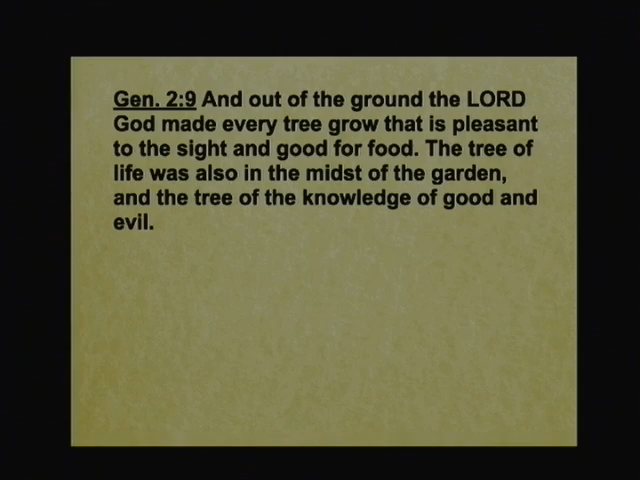 Gen. 2:9 And out of the ground the LORD
God made every tree grow that is pleasant
to the sight and good for food. The tree of
life was also in the midst of the garden,
and the tree of the knowledge of good and
evil.